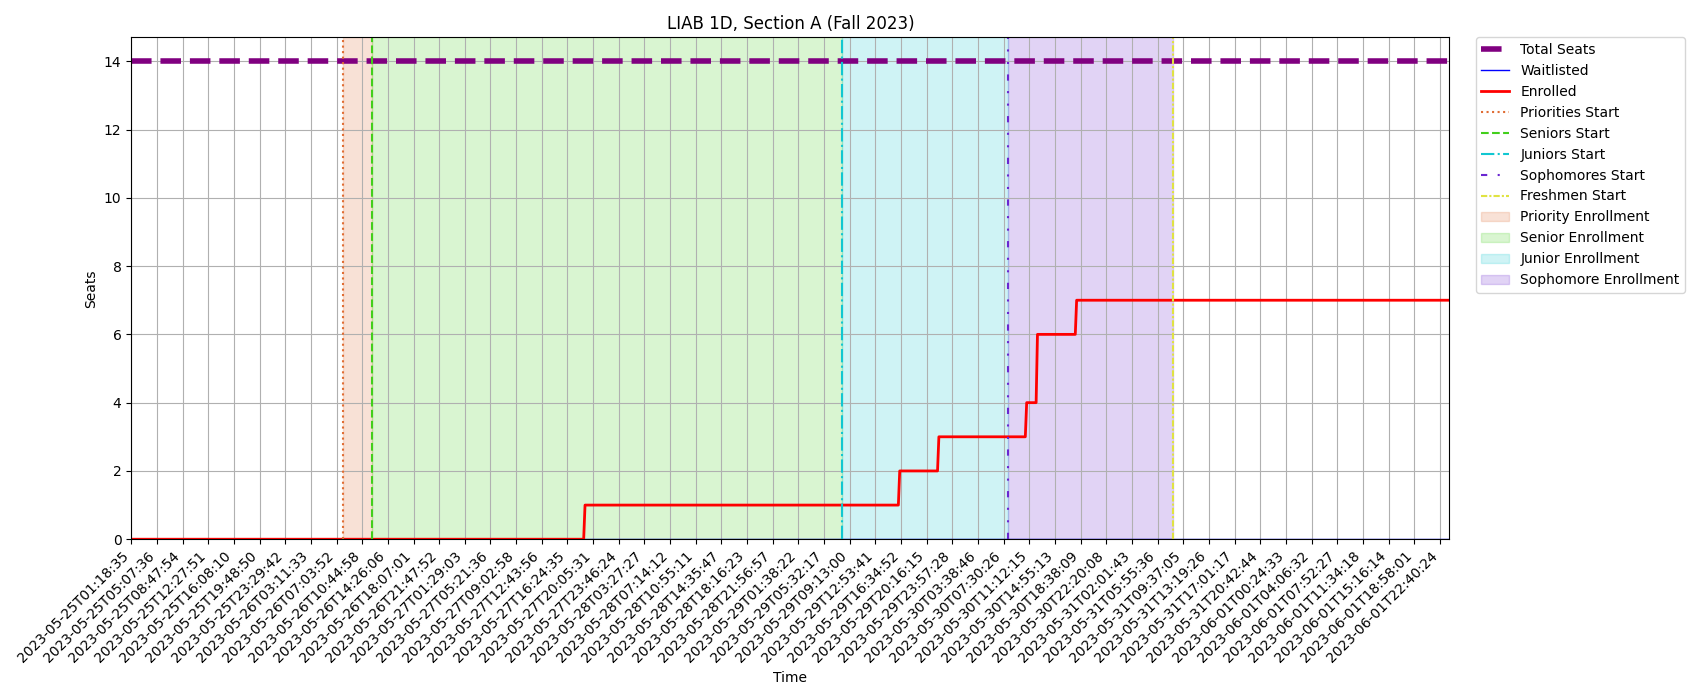 LIAB 1D, Section A (Fall 2023)
14
12
10
8
6
4
2
0
Seats
2023-05-25T01:18:35
2023-05-25T05:07:36
2023-05-25T08:47:54
2023-05-25T12:27:51
2023-05-25T16:08:10
2023-05-25T19:48:50
2023-05-25T23:29:42
2023-05-26T03:11:33
2023-05-26T07:03:52
2023-05-26T10:44:58
2023-05-26T14:26:06
2023-05-26T18:07:01
2023-05-26T21:47:52
2023-05-27T01:29:03
2023-05-27T05:21:36
2023-05-27T09:02:58
2023-05-27T12:43:56
2023-05-27T16:24:35
2023-05-27T20:05:31
2023-05-27T23:46:24
2023-05-28T03:27:27
2023-05-28T07:14:12
2023-05-28T10:55:11
2023-05-28T14:35:47
2023-05-28T18:16:23
2023-05-28T21:56:57
2023-05-29T01:38:22
2023-05-29T05:32:17
2023-05-29T09:13:00
2023-05-29T12:53:41
2023-05-29T16:34:52
2023-05-29T20:16:15
2023-05-29T23:57:28
2023-05-30T03:38:46
2023-05-30T07:30:26
2023-05-30T11:12:15
2023-05-30T14:55:13
2023-05-30T18:38:09
2023-05-30T22:20:08
2023-05-31T02:01:43
2023-05-31T05:55:36
2023-05-31T09:37:05
2023-05-31T13:19:26
2023-05-31T17:01:17
2023-05-31T20:42:44
2023-06-01T00:24:33
2023-06-01T04:06:32
2023-06-01T07:52:27
2023-06-01T11:34:18
2023-06-01T15:16:14
2023-06-01T18:58:01
2023-06-01T22:40:24
Time
Total Seats
Waitlisted
Enrolled
Priorities Start
Seniors Start
Juniors Start
Sophomores Start
Freshmen Start
Priority Enrollment
Senior Enrollment
Junior Enrollment
Sophomore Enrollment